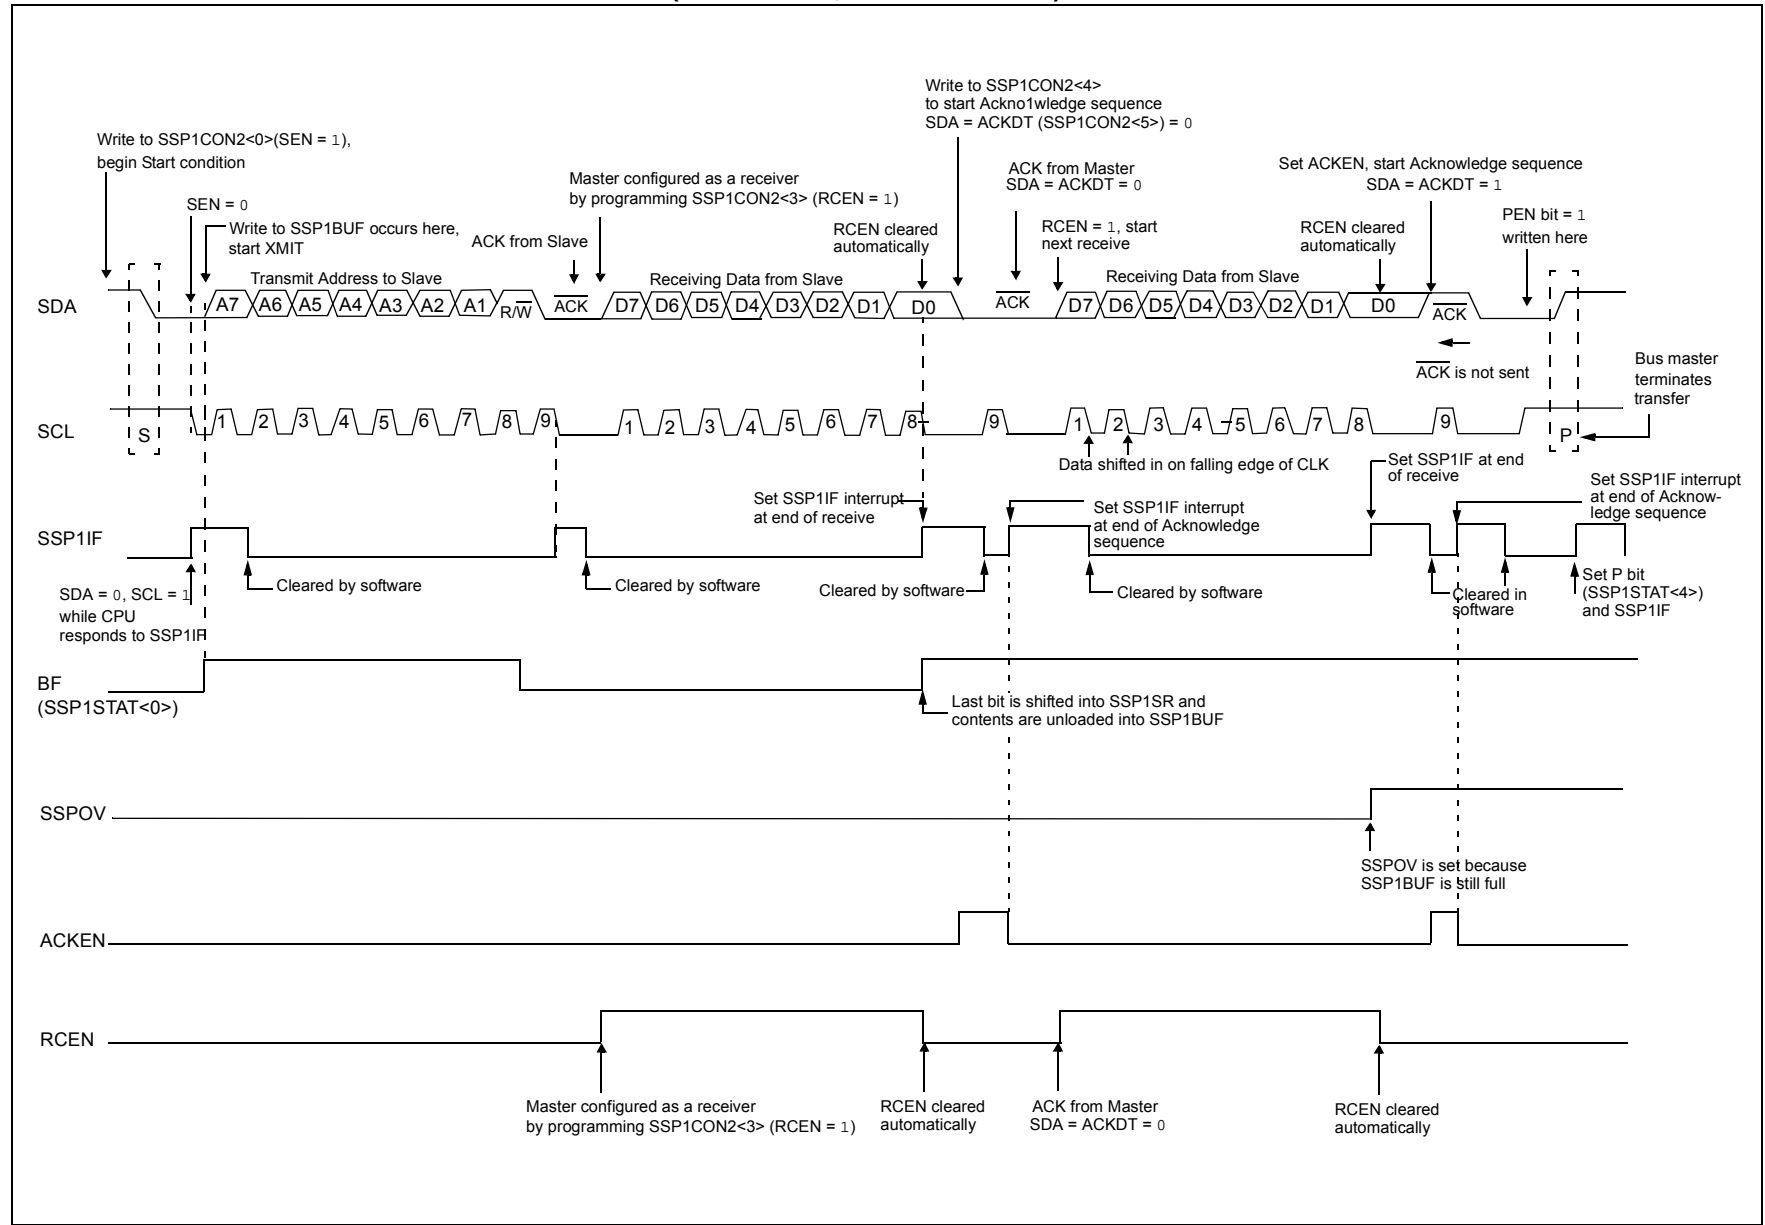 Write to SSP1CON2<4>
to start Ackno1wledge sequence
SDA = ACKDT (SSP1CON2<5>) = 0
Write to SSP1CON2<0>(SEN = 1),
begin Start condition
ACK from Master
SDA = ACKDT = 0
Set ACKEN, start Acknowledge sequence
SDA = ACKDT = 1
Master configured as a receiver
by programming SSP1CON2<3> (RCEN = 1)
SEN = 0
Write to SSP1BUF occurs here,
start XMIT
ACK from Slave
RCEN cleared
automatically
RCEN = 1, start
next receive
RCEN cleared
automatically
PEN bit = 1
written here
Transmit Address to Slave
Receiving Data from Slave
Receiving Data from Slave
SDA
A7 A6 A5 A4 A3 A2 A1 R/W ACK D7 D6 D5 D4 D3 D2 D1 D0 ACK D7 D6 D5 D4 D3 D2 D1 D0 ACK
ACK is not sent
Bus master
terminates
transfer
SCL
S 1 2 3 4 5 6 7 8 9 1 2 3 4 5 6 7 8 9 1 2 3 4 5 6 7 8 9 P
Data shifted in on falling edge of CLK
Set SSP1IF at end
of receive
Set SSP1IF interrupt
at end of receive
Set SSP1IF interrupt
at end of Acknowledge
sequence
Set SSP1IF interrupt
at end of Acknow-
ledge sequence
SSP1IF
SDA = 0, SCL = 1
while CPU
responds to SSP1IF
Cleared by software
Cleared by software
Cleared by software
Cleared by software
Cleared in
software
Set P bit
(SSP1STAT<4>)
and SSP1IF
BF
(SSP1STAT<0>)
Last bit is shifted into SSP1SR and
contents are unloaded into SSP1BUF
SSPOV
SSPOV is set because
SSP1BUF is still full
ACKEN
RCEN
Master configured as a receiver
by programming SSP1CON2<3> (RCEN = 1)
RCEN cleared
automatically
ACK from Master
SDA = ACKDT = 0
RCEN cleared
automatically